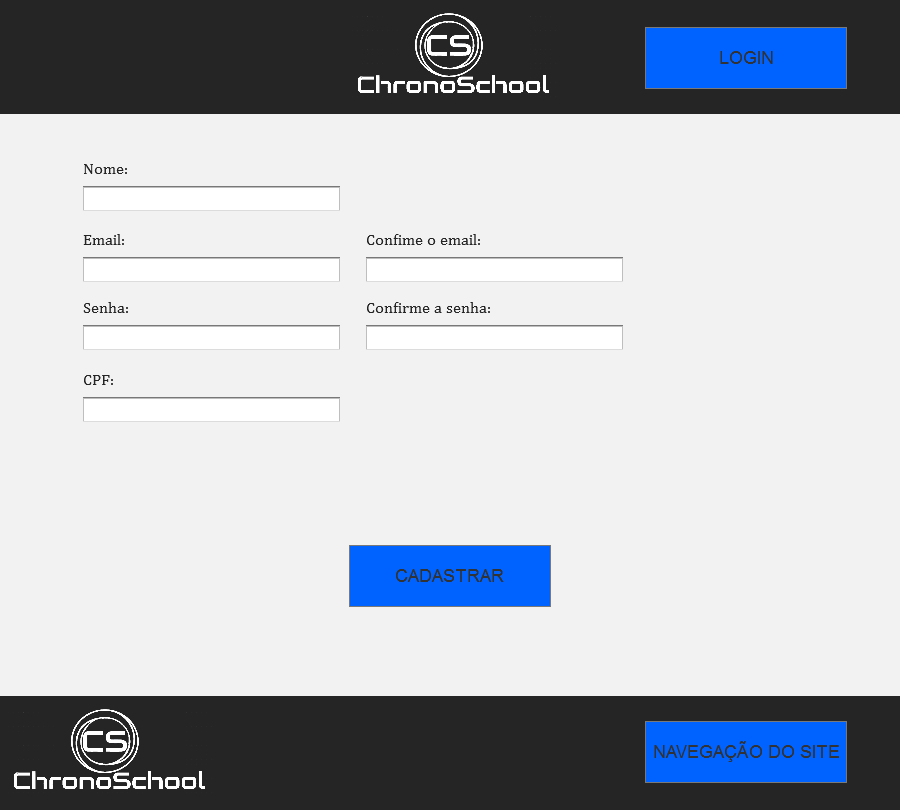 CS
ChronoSchool
LOGIN
Nome:
Email:
Confime o email:
Senha:
Confirme a senha:
CPF:
CADASTRAR
CS
ChronoSchool
NAVEGAÇÃO DO SITE